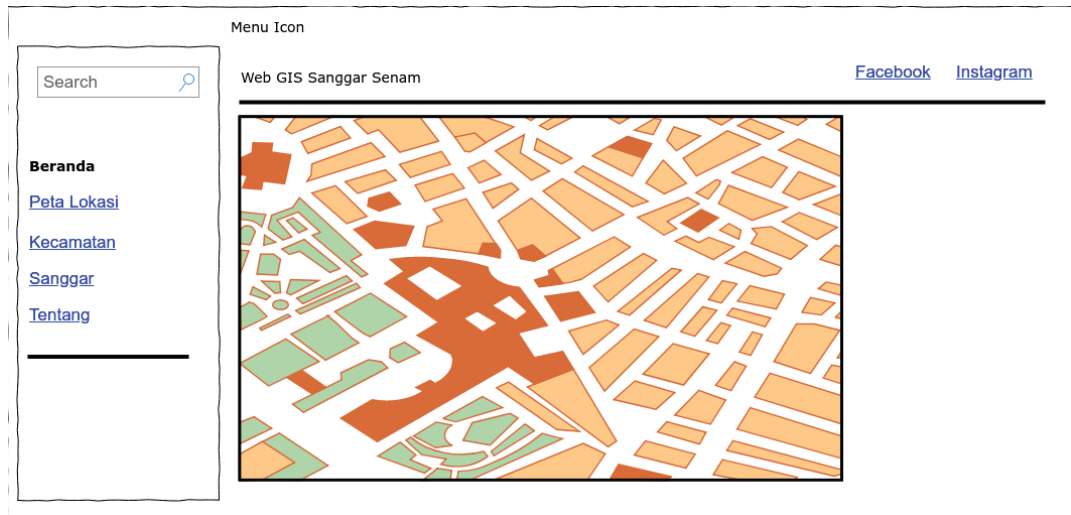 Menu Icon
Search
Web GIS Sanggar Senam
Facebook Instagram
Beranda
Peta Lokasi
Kecamatan
Sanggar
Tentang